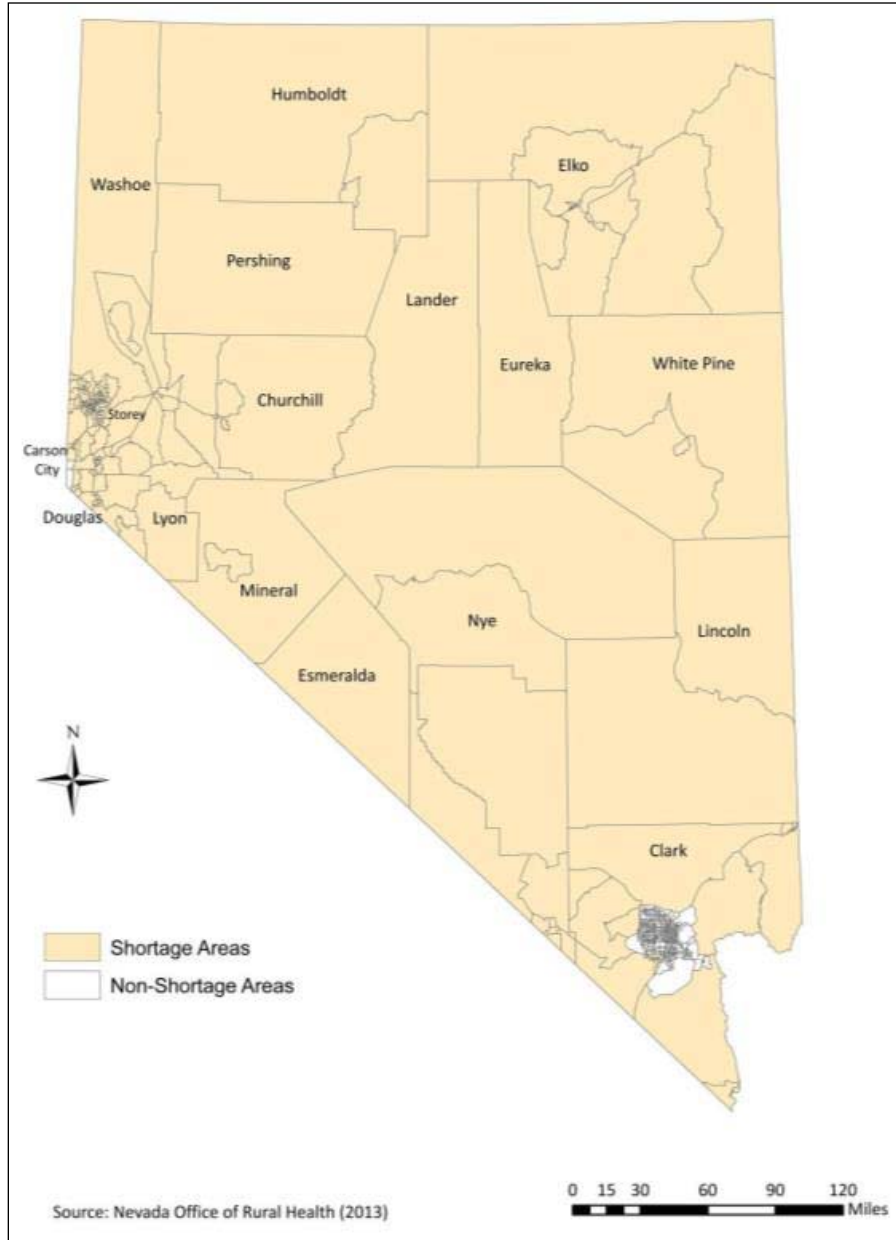 Humboldt
Elko
Washoe
Pershing
Lander
Eureka
White Pine
Churchill
Storey
Carson
City
Douglas
Lyon
Mineral
Nye
Lincoln
Esmeralda
N
Clark
Shortage Areas
Non-Shortage Areas
0 15 30 60 90 120
Miles
Source: Nevada Office of Rural Health (2013)